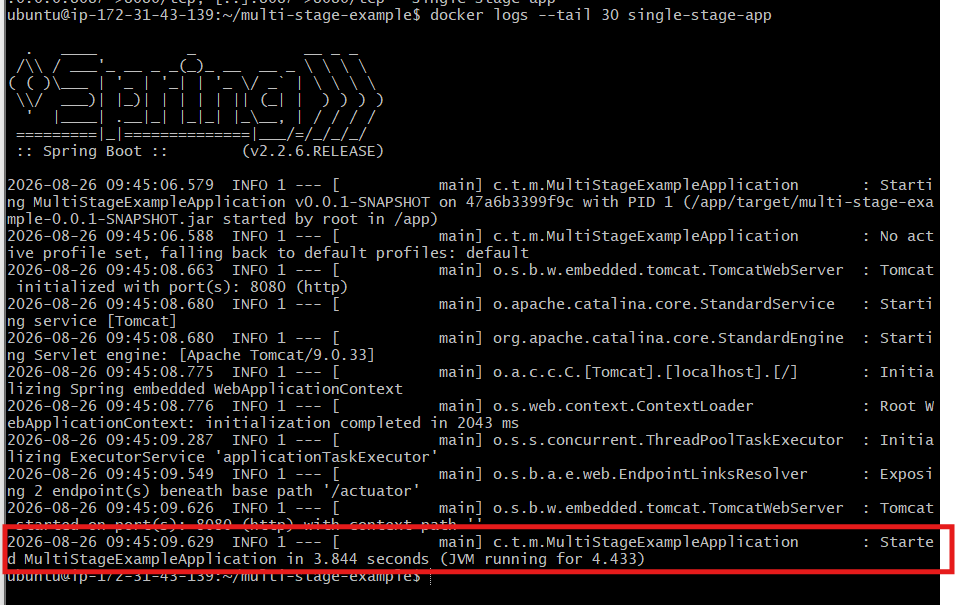 ubuntu@ip-172-31-43-139:~/multi-stage-example$ docker logs --tail 30 single-stage-app
  .   ____          _            __ _ _
 /\\ / ___'_ __ _ _(_)_ __  __ _ \ \ \ \
( ( )\___ | '_ | '_| | '_ \/ _` | \ \ \ \
 \\/  ___)| |_)| | | | | || (_| |  ) ) ) )
  '  |____| .__|_| |_|_| |_\__, | / / / /
 =========|_|==============|___/=/_/_/_/
 :: Spring Boot ::        (v2.2.6.RELEASE)
2026-08-26 09:45:06.579  INFO 1 --- [           main] c.t.m.MultiStageExampleApplication       : Starti
ng MultiStageExampleApplication v0.0.1-SNAPSHOT on 47a6b3399f9c with PID 1 (/app/target/multi-stage-exa
mple-0.0.1-SNAPSHOT.jar started by root in /app)
2026-08-26 09:45:06.588  INFO 1 --- [           main] c.t.m.MultiStageExampleApplication       : No act
ive profile set, falling back to default profiles: default
2026-08-26 09:45:08.663  INFO 1 --- [           main] o.s.b.w.embedded.tomcat.TomcatWebServer  : Tomcat
 initialized with port(s): 8080 (http)
2026-08-26 09:45:08.680  INFO 1 --- [           main] o.apache.catalina.core.StandardService   : Starti
ng service [Tomcat]
2026-08-26 09:45:08.680  INFO 1 --- [           main] org.apache.catalina.core.StandardEngine  : Starti
ng Servlet engine: [Apache Tomcat/9.0.33]
2026-08-26 09:45:08.775  INFO 1 --- [           main] o.a.c.c.C.[Tomcat].[localhost].[/]       : Initia
lizing Spring embedded WebApplicationContext
2026-08-26 09:45:08.776  INFO 1 --- [           main] o.s.web.context.ContextLoader            : Root W
ebApplicationContext: initialization completed in 2043 ms
2026-08-26 09:45:09.287  INFO 1 --- [           main] o.s.s.concurrent.ThreadPoolTaskExecutor  : Initia
lizing ExecutorService 'applicationTaskExecutor'
2026-08-26 09:45:09.549  INFO 1 --- [           main] o.s.b.a.e.web.EndpointLinksResolver      : Exposi
ng 2 endpoint(s) beneath base path '/actuator'
2026-08-26 09:45:09.626  INFO 1 --- [           main] o.s.b.w.embedded.tomcat.TomcatWebServer  : Tomcat
 started on port(s): 8080 (http) with context path ''
2026-08-26 09:45:09.629  INFO 1 --- [           main] c.t.m.MultiStageExampleApplication       : Starte
d MultiStageExampleApplication in 3.844 seconds (JVM running for 4.433)
ubuntu@ip-172-31-43-139:~/multi-stage-example$